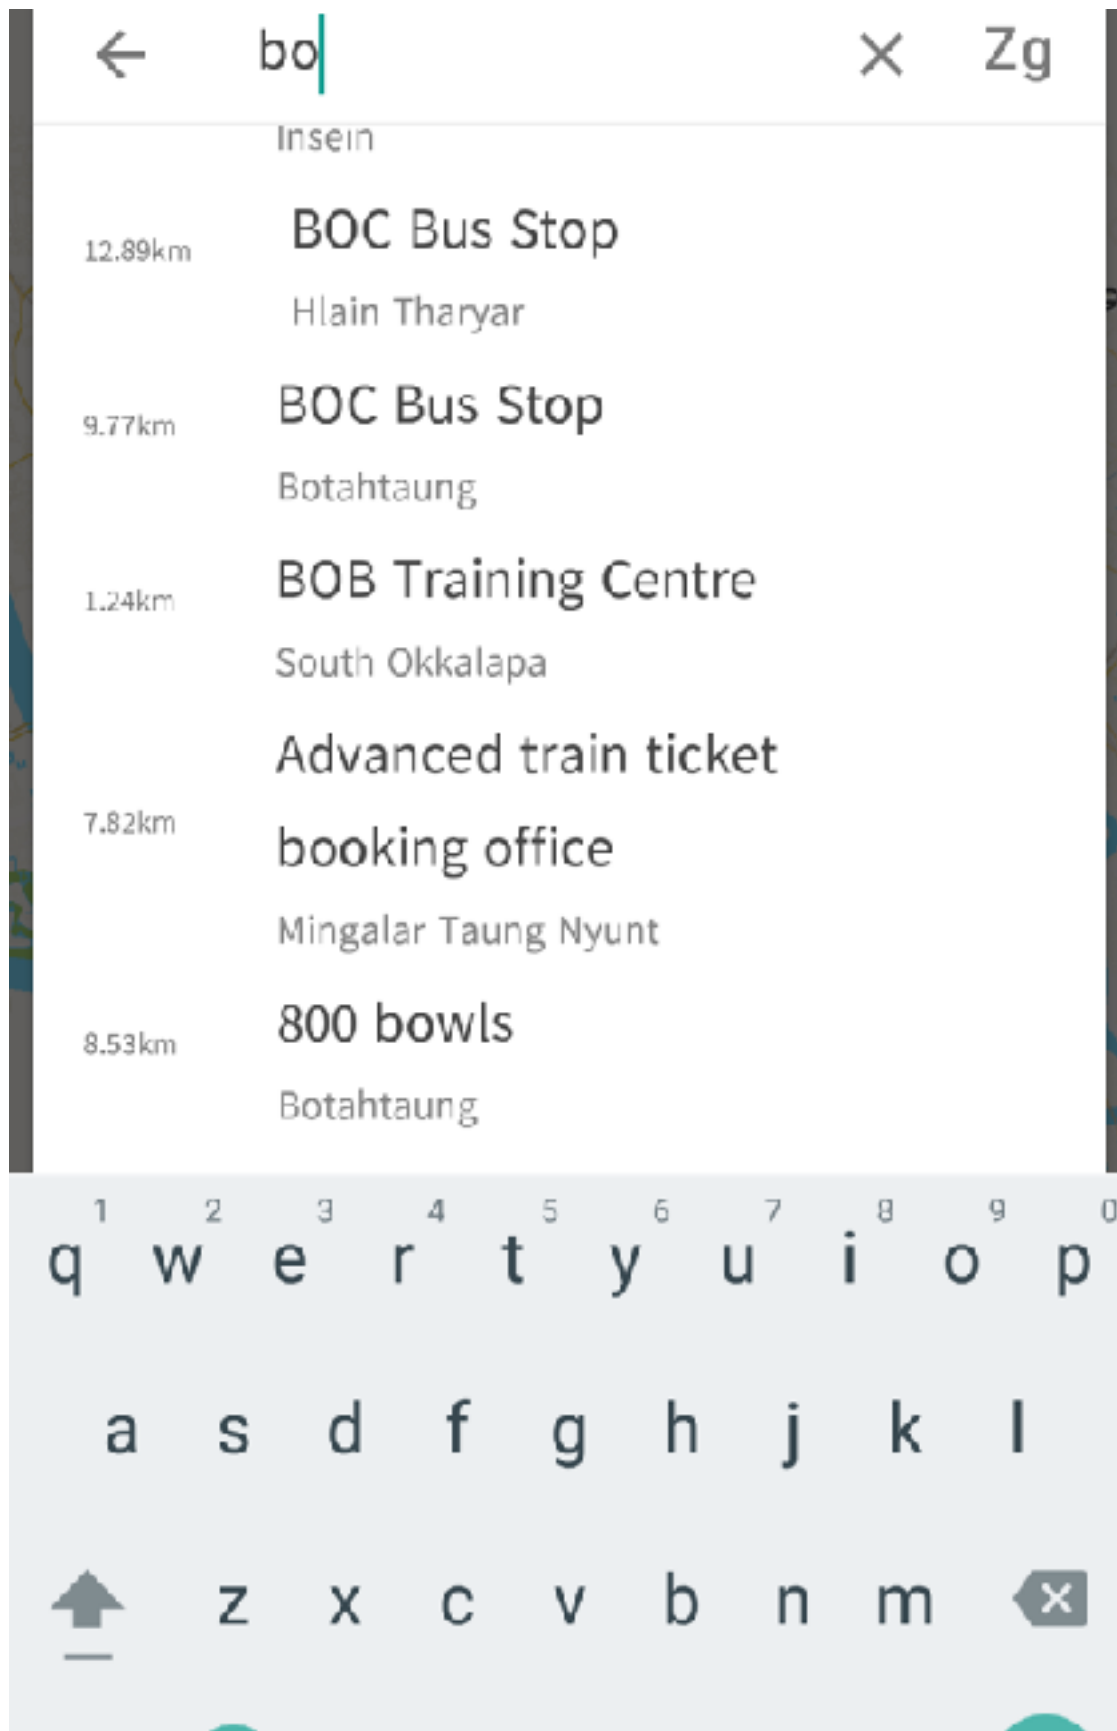 bo Zg
Insein
BOC Bus Stop
12.89km
Hlain Tharyar
BOC Bus Stop
9.77km
Botahtaung
BOB Training Centre
1.24km
South Okkalapa
Advanced train ticket
7.82km
booking office
Mingalar Taung Nyunt
800 bowls
8.53km
Botahtaung
1 2 3 4 5 6 7 8 9 0
q w e r t y u i o p
a s d f g h j k l
z x c v b n m